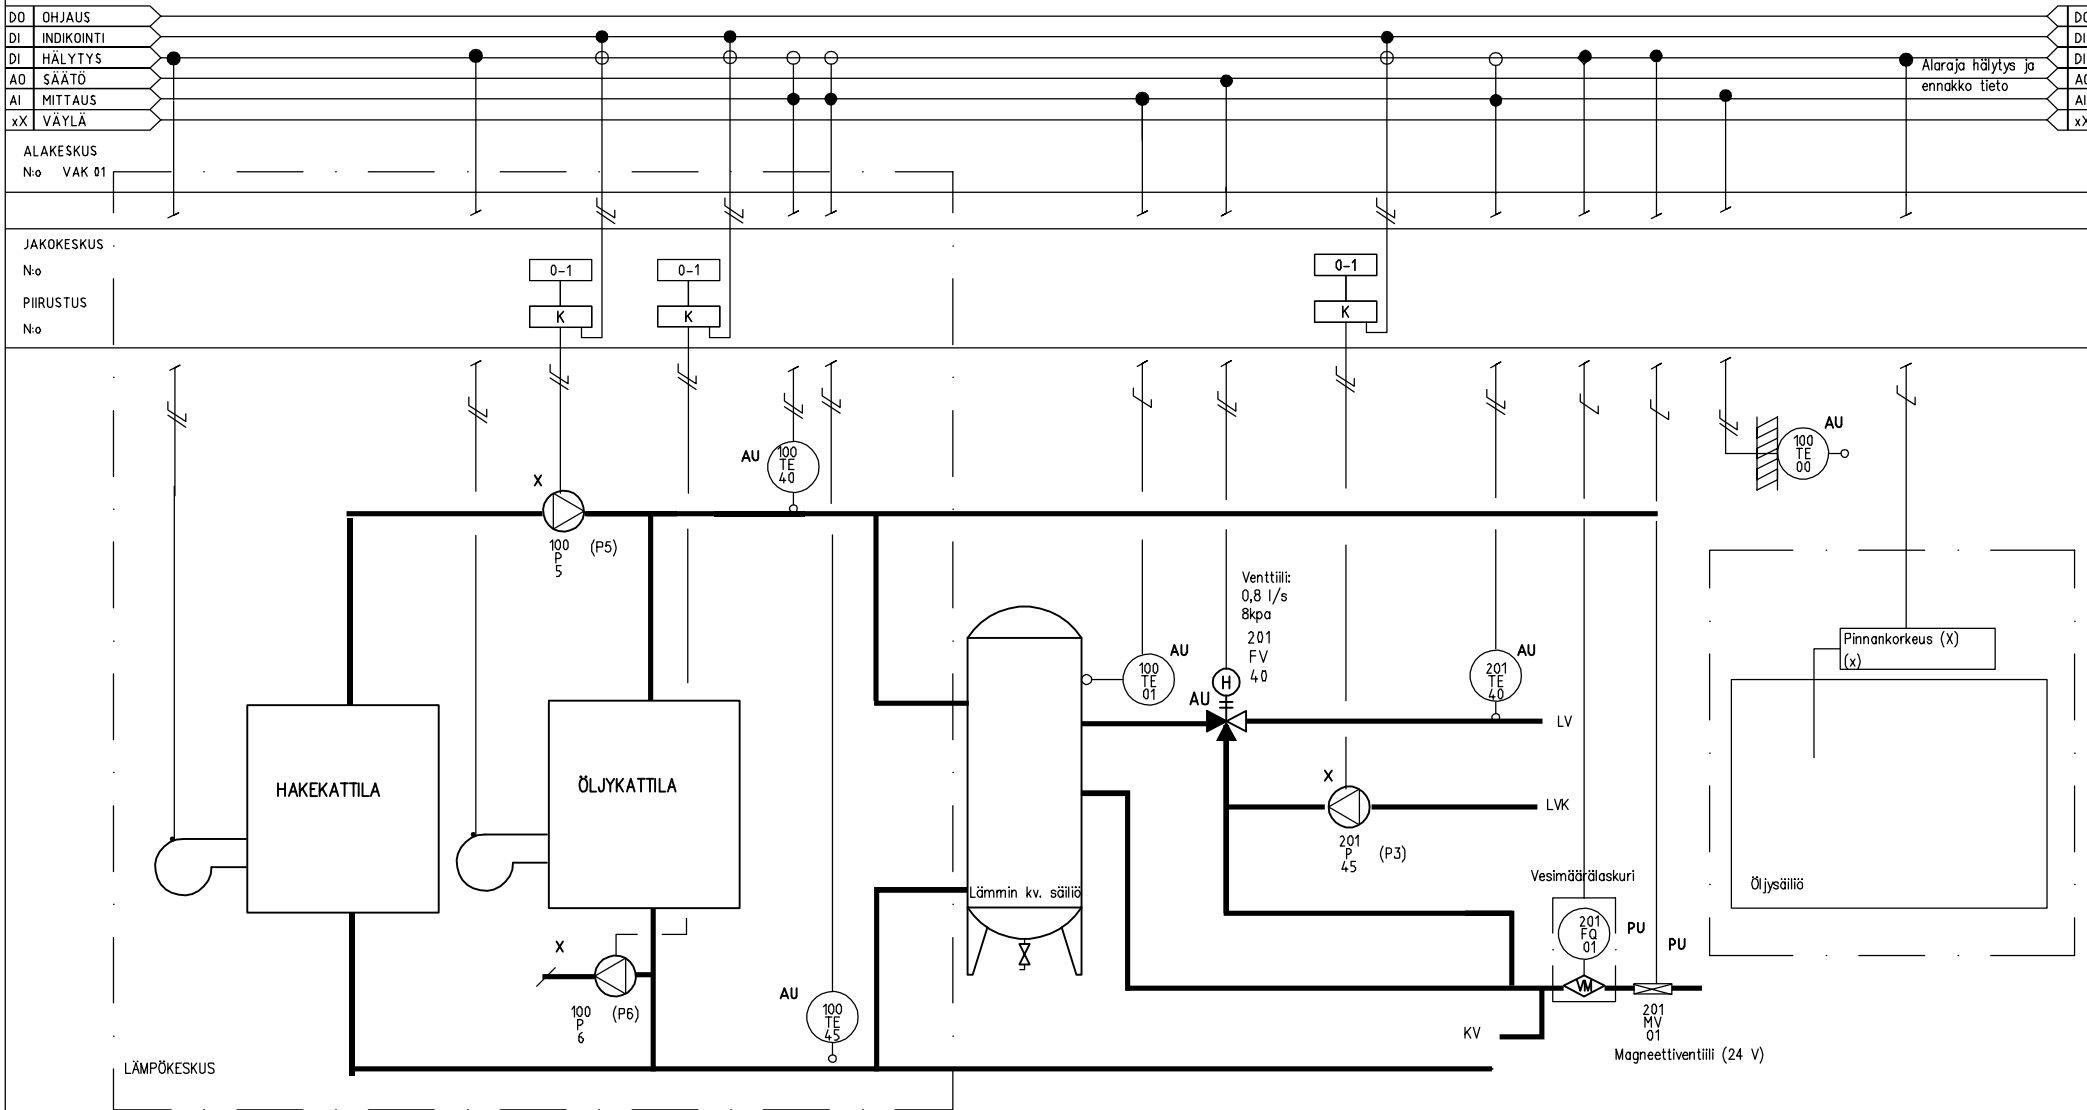 DO OHJAUS
DI INDIKOINTI
DI HÄLYTYS
AO SÄÄTÖ
AI MITTAUS
xX VÄYLÄ
DO
DI
DI
AO
AI
xX
Alaraja hälytys ja
ennakko tieto
ALAKESKUS
N:o VAK 01
JAKOKESKUS
N:o
PIIRUSTUS
N:o
0-1
K
0-1
K
0-1
K
AU
100
TE
40
AU
100
TE
00
X
100
P
5
(P5)
Venttiili:
0,8 l/s
8kpa
201
FV
40
H
AU
100
TE
01
AU
AU
201
TE
40
LV
Pinnankorkeus (X)
(x)
HAKEKATTILA
ÖLJYKATTILA
X
LVK
201
P
45
(P3)
Lämmin kv. säiliö
Vesimäärälaskuri
Öljysäiliö
201
FQ
01
PU
PU
VM
X
100
P
6
(P6)
AU
100
TE
45
KV
201
MV
01
Magneettiventiili (24 V)
LÄMPÖKESKUS